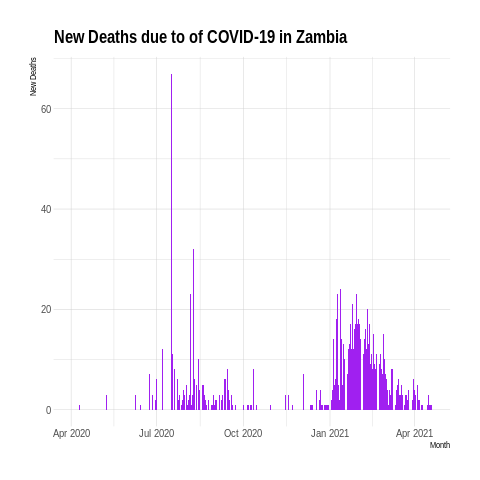 New Deaths due to of COVID-19 in Zambia
New Deaths
60
40
20
0
Apr 2020 Jul 2020 Oct 2020 Jan 2021 Apr 2021
Month